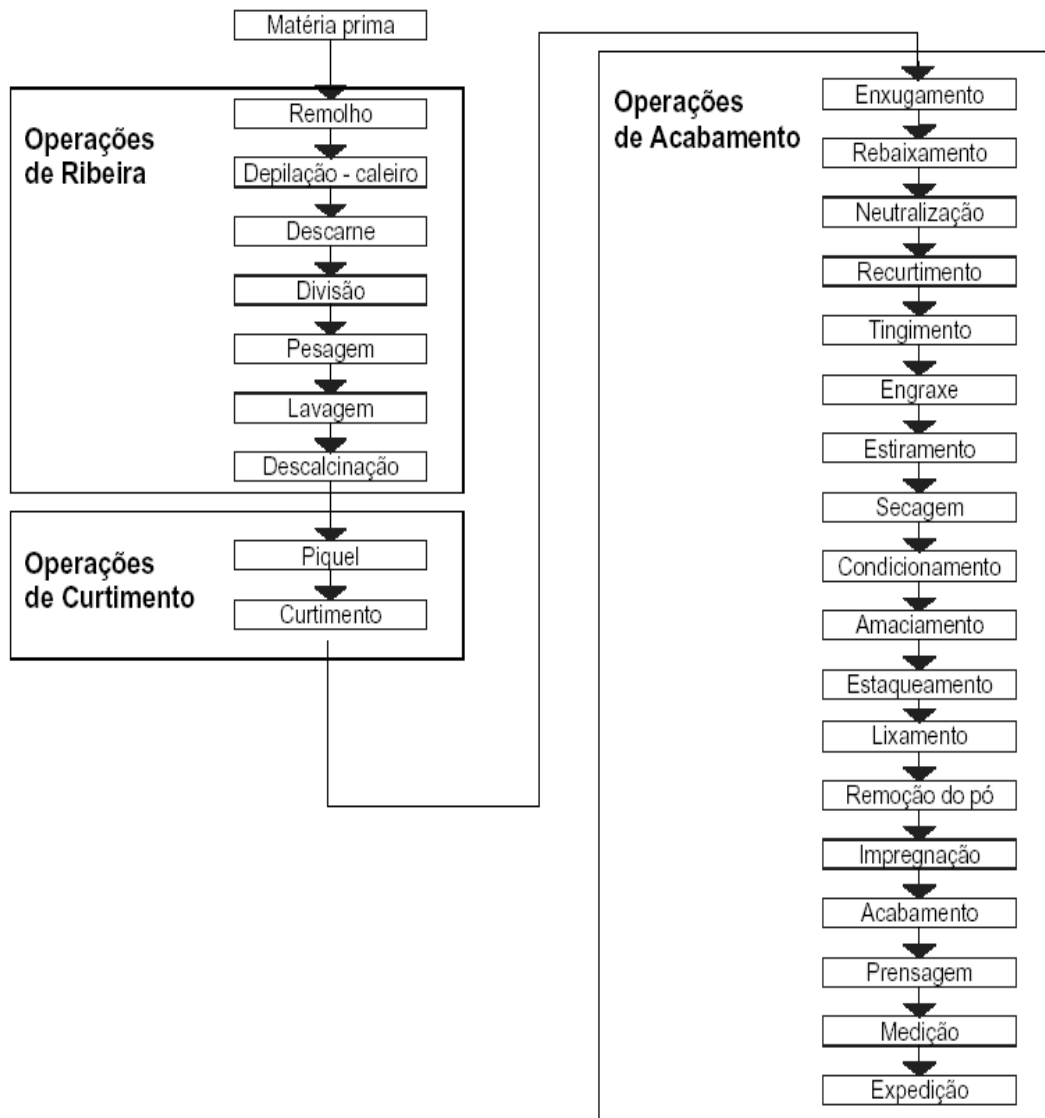 Matéria prima
Operações
de Ribeira
Remolho
Depilação - caleiro
Descarne
Divisão
Pesagem
Lavagem
Descalcinação
Operações
de Curtimento
Piquel
Curtimento
Operações
de Acabamento
Enxugamento
Rebaixamento
Neutralização
Recurtimento
Tingimento
Engraxe
Estiramento
Secagem
Condicionamento
Amaciamento
Estaqueamento
Lixamento
Remoção do pó
Impregnação
Acabamento
Prensagem
Medição
Expedição